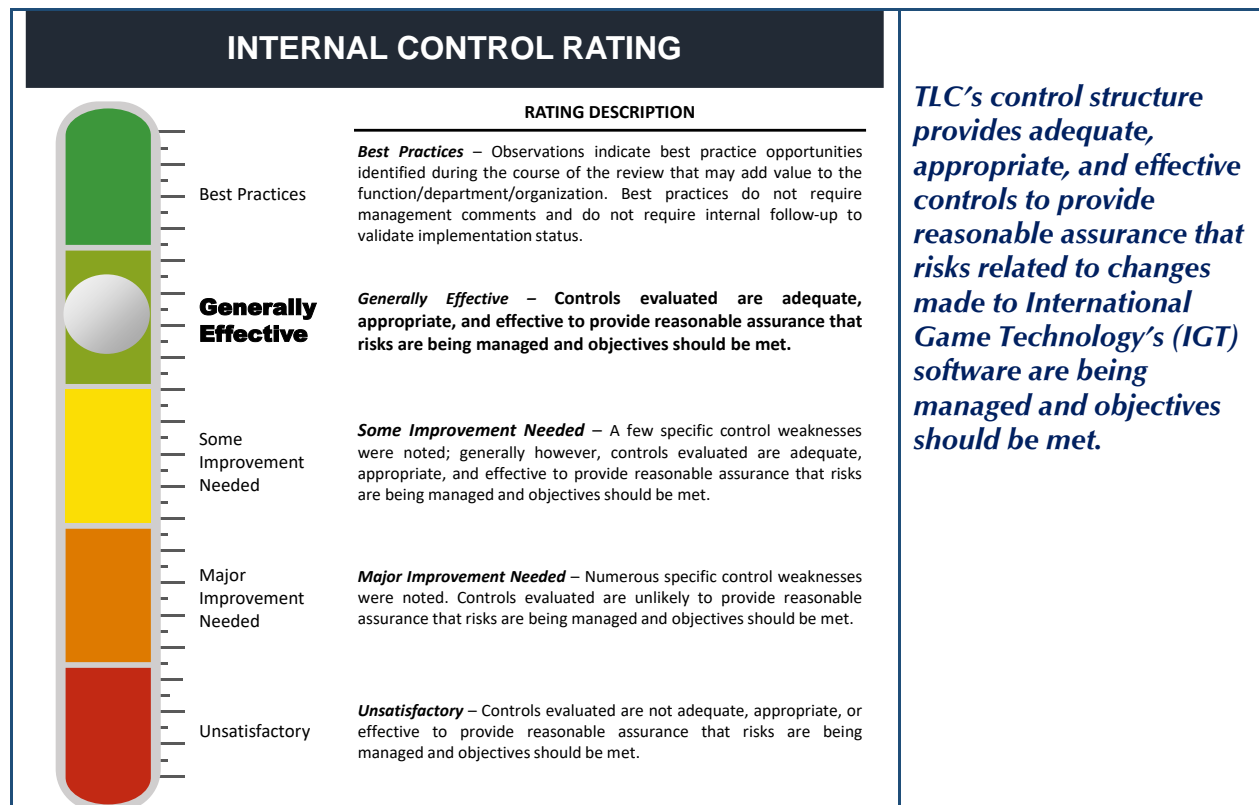 INTERNAL CONTROL RATING
RATING DESCRIPTION
Best Practices
Best Practices – Observations indicate best practice opportunities
identified during the course of the review that may add value to the
function/department/organization. Best practices do not require
management comments and do not require internal follow-up to
validate implementation status.
Generally
Effective
Generally Effective – Controls evaluated are adequate,
appropriate, and effective to provide reasonable assurance that
risks are being managed and objectives should be met.
Some
Improvement
Needed
Some Improvement Needed – A few specific control weaknesses
were noted; generally however, controls evaluated are adequate,
appropriate, and effective to provide reasonable assurance that risks
are being managed and objectives should be met.
Major
Improvement
Needed
Major Improvement Needed – Numerous specific control weaknesses
were noted. Controls evaluated are unlikely to provide reasonable
assurance that risks are being managed and objectives should be met.
Unsatisfactory
Unsatisfactory – Controls evaluated are not adequate, appropriate, or
effective to provide reasonable assurance that risks are being
managed and objectives should be met.
TLC’s control structure
provides adequate,
appropriate, and effective
controls to provide
reasonable assurance that
risks related to changes
made to International
Game Technology’s (IGT)
software are being
managed and objectives
should be met.